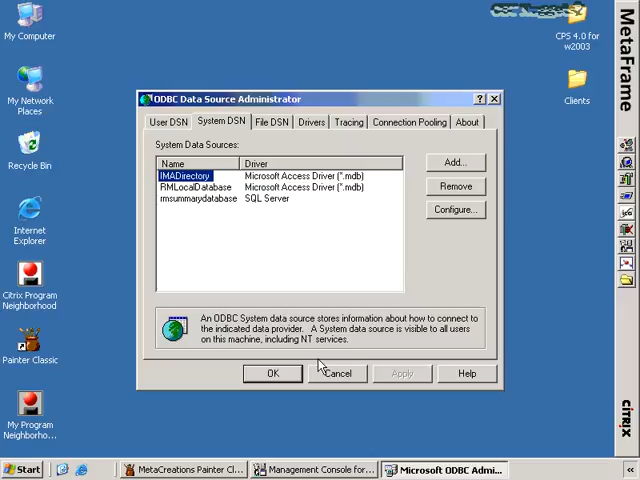 My Computer
My Network
Places
Recycle Bin
Internet
Explorer
Citrix Program
Neighborhood
Painter Classic
My Program
Neighborho...
CPS 4.0 for
w2003
Clients
MetaFrame
CITRIX
ODBC Data Source Administrator
User DSN System DSN File DSN Drivers Tracing Connection Pooling About
System Data Sources:
Name Driver
IMADirectory Microsoft Access Driver (*.mdb)
RMLocalDatabase Microsoft Access Driver (*.mdb)
rmsummarydatabase SQL Server
Add...
Remove
Configure...
An ODBC System data source stores information about how to connect to
the indicated data provider. A System data source is visible to all users
on this machine, including NT services.
OK Cancel Apply Help
Start MetaCreations Painter Cl... Management Console for... Microsoft ODBC Admi... «